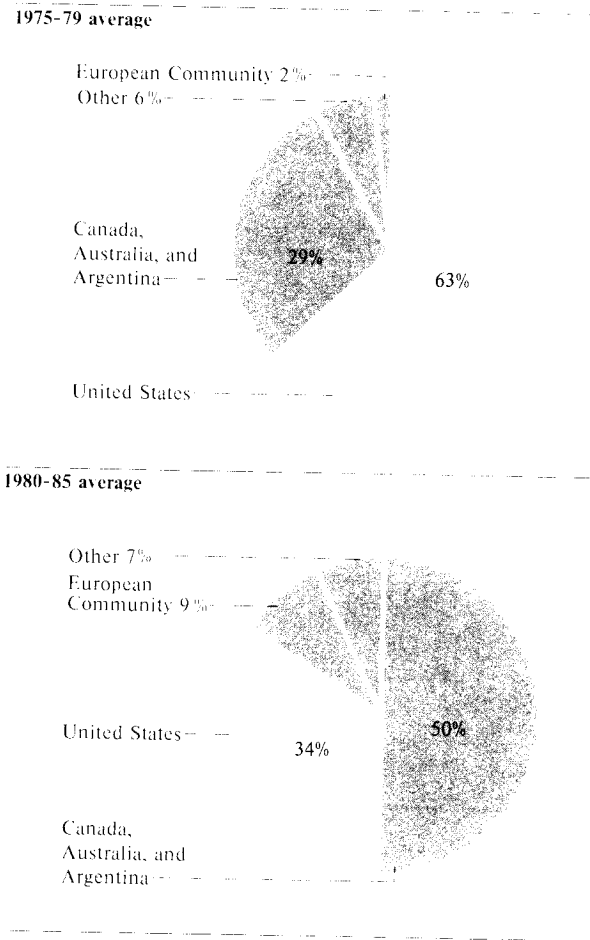 1975-79 average
European Community 2%
Other 6%
Canada,
Australia, and
Argentina
29%
63%
United States
1980-85 average
Other 7%
European
Community 9%
United States
34%
50%
Canada,
Australia, and
Argentina